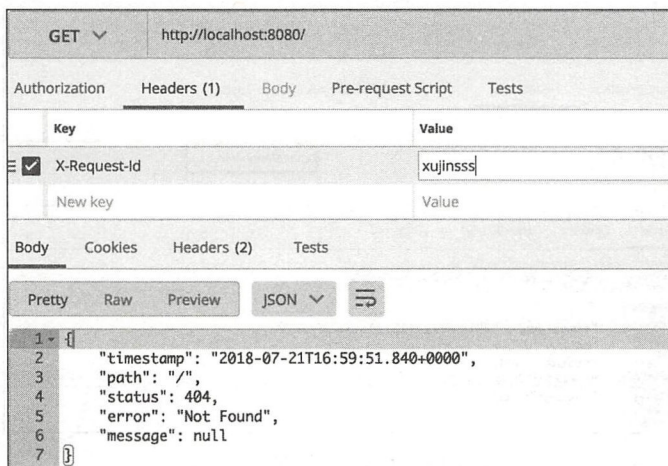 GET http://localhost:8080/
Authorization Headers (1) Body Pre-request Script Tests
Key Value
X-Request-Id xujinsss
New key Value
Body Cookies Headers (2) Tests
Pretty Raw Preview JSON
1 {
2 "timestamp": "2018-07-21T16:59:51.840+0000",
3 "path": "/",
4 "status": 404,
5 "error": "Not Found",
6 "message": null
7 }